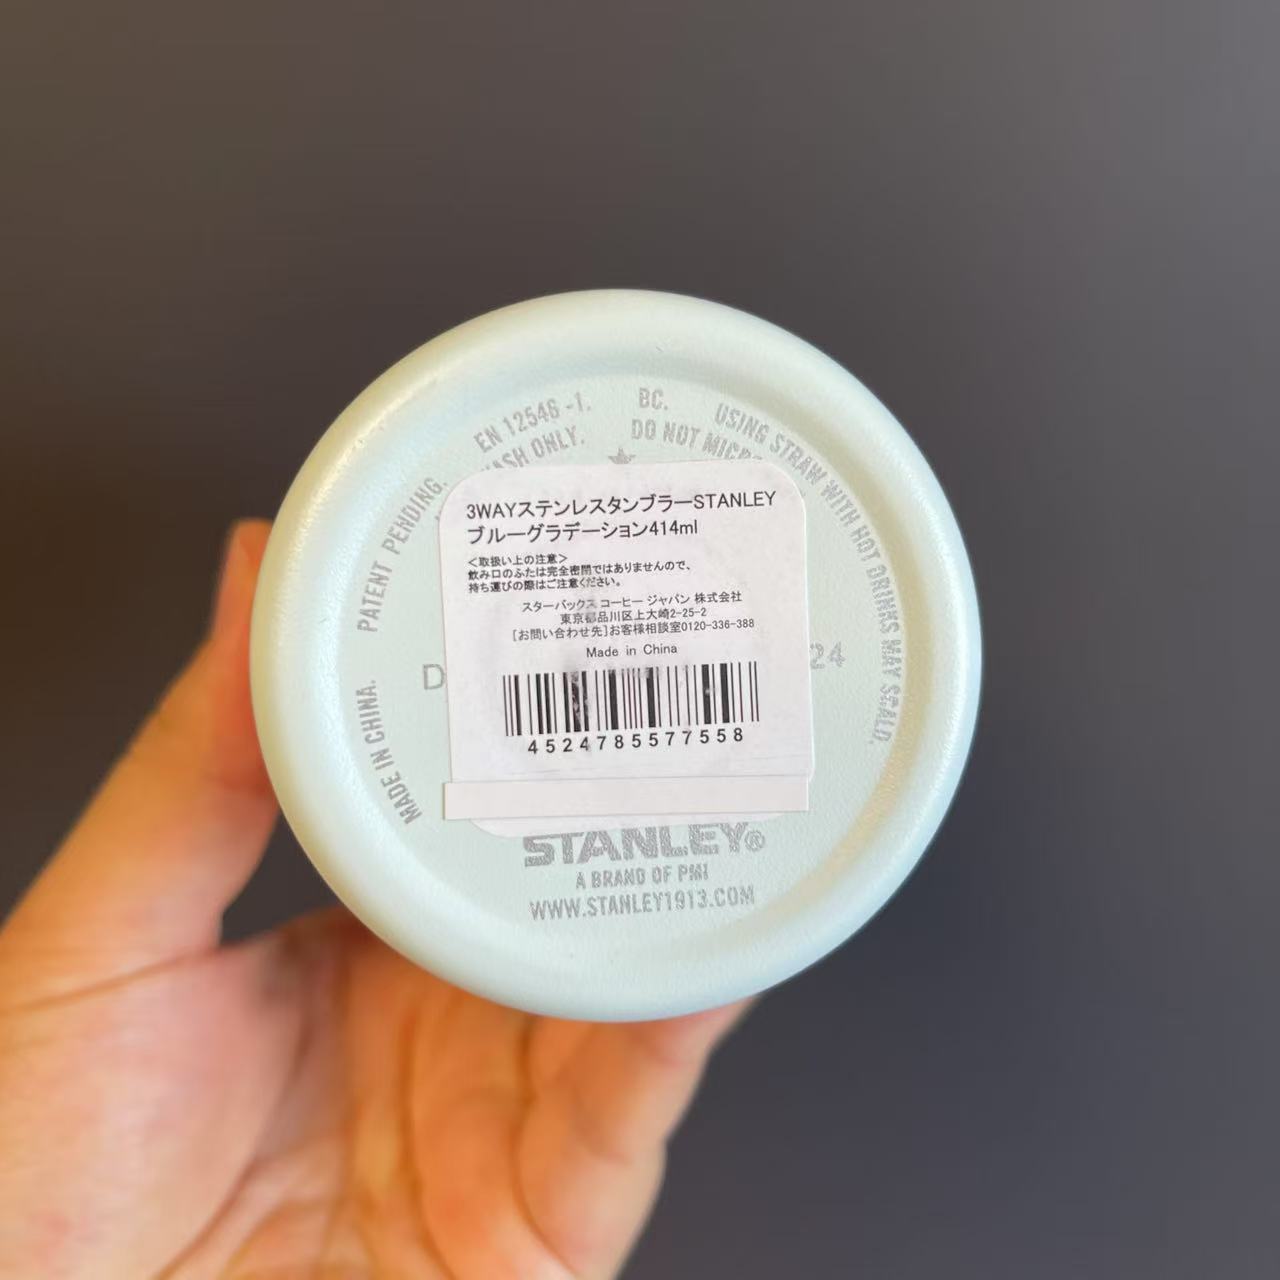 EN 12546 -1.
BC.
USING STRAW WITH HOT DRINKS MAY SCALD.
ONLY.
DO NOT
PATENT PENDING.
MADE IN CHINA.
3WAYステンレスタンブラーSTANLEY
ブルーグラデーション414ml
<取扱い上の注意>
飲み口のふたは完全密閉ではありませんので、
持ち運びの際はご注意ください。
スターバックス コーヒー ジャパン 株式会社
東京都品川区上大崎2-25-2
[お問い合わせ先]お客様相談室0120-336-388
Made in China
24
4524785577558
STANLEY®
A BRAND OF PMI
WWW.STANLEY1913.COM